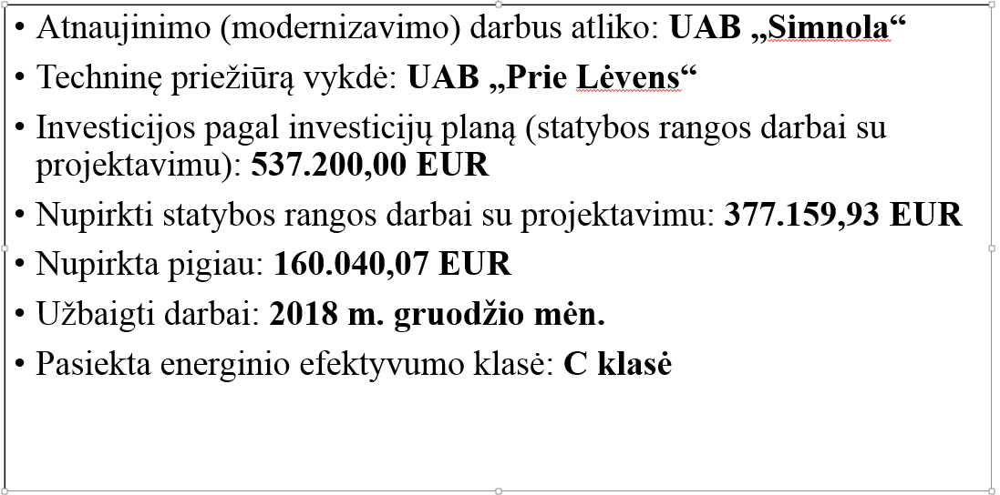 • Atnaujinimo (modernizavimo) darbus atliko: UAB „Simnola“
• Techninę priežiūrą vykdė: UAB „Prie Lėvens“
• Investicijos pagal investicijų planą (statybos rangos darbai su
projektavimu): 537.200,00 EUR
• Nupirkti statybos rangos darbai su projektavimu: 377.159,93 EUR
• Nupirkta pigiau: 160.040,07 EUR
• Užbaigti darbai: 2018 m. gruodžio mėn.
• Pasiekta energinio efektyvumo klasė: C klasė